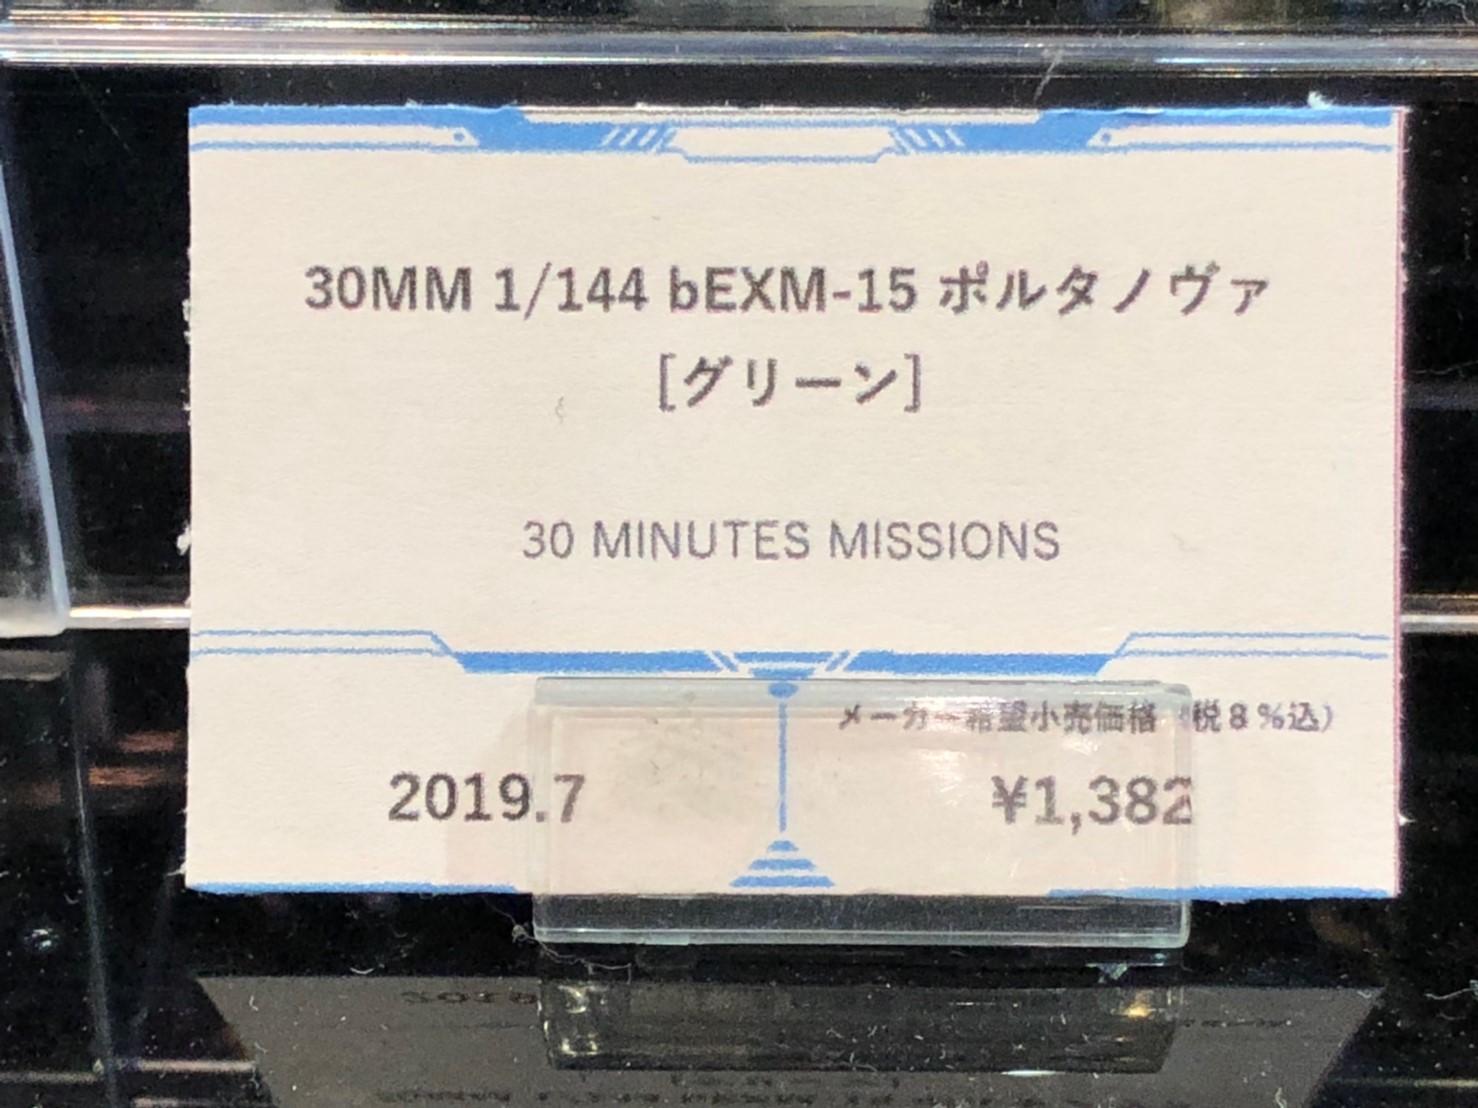 30MM 1/144 bEXM-15 ポルタノヴァ
[グリーン]
30 MINUTES MISSIONS
メーカー希望小売価格（税８％込）
2019.7
¥1,382